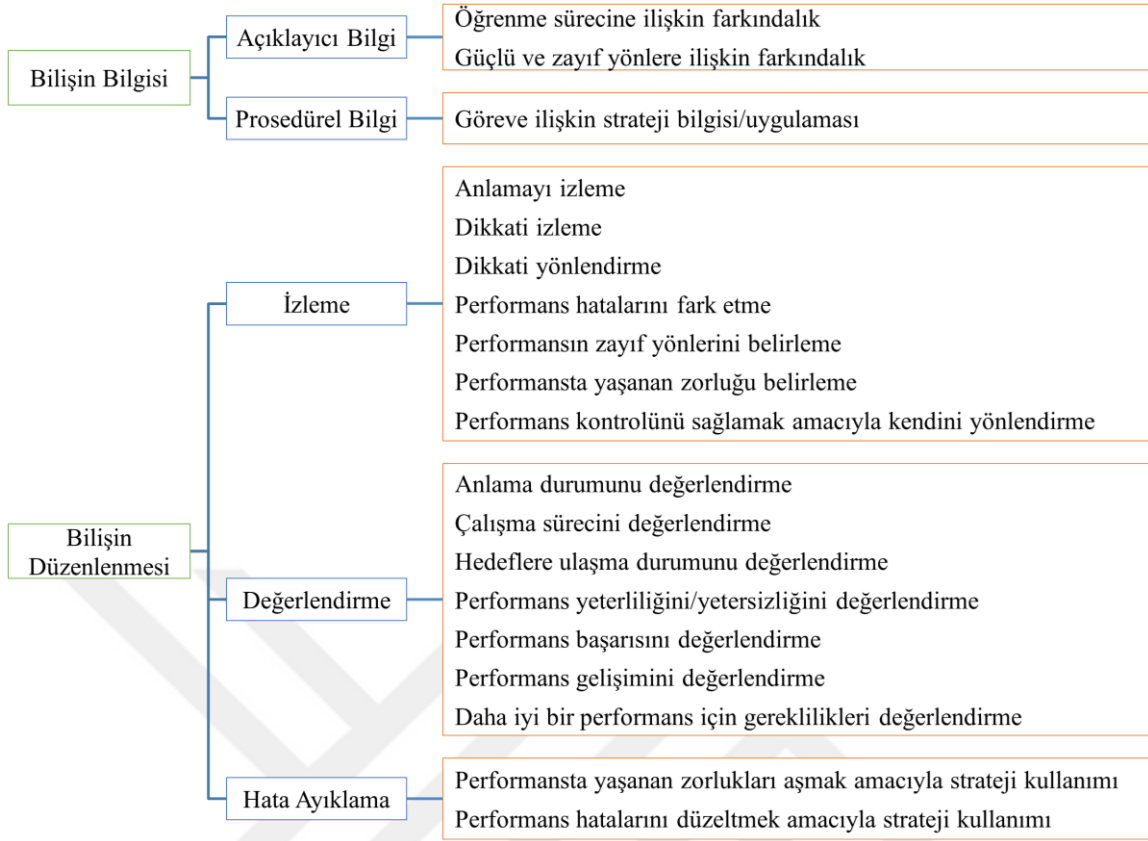 Bilişin Bilgisi
Açıklayıcı Bilgi
Öğrenme sürecine ilişkin farkındalık
Güçlü ve zayıf yönlere ilişkin farkındalık
Prosedürel Bilgi
Göreve ilişkin strateji bilgisi/uygulaması
Bilişin
Düzenlenmesi
İzleme
Anlamayı izleme
Dikkati izleme
Dikkati yönlendirme
Performans hatalarını fark etme
Performansın zayıf yönlerini belirleme
Performansta yaşanan zorluğu belirleme
Performans kontrolünü sağlamak amacıyla kendini yönlendirme
Değerlendirme
Anlama durumunu değerlendirme
Çalışma sürecini değerlendirme
Hedeflere ulaşma durumunu değerlendirme
Performans yeterliliğini/yetersizliğini değerlendirme
Performans başarısını değerlendirme
Performans gelişimini değerlendirme
Daha iyi bir performans için gereklilikleri değerlendirme
Hata Ayıklama
Performansta yaşanan zorlukları aşmak amacıyla strateji kullanımı
Performans hatalarını düzeltmek amacıyla strateji kullanımı